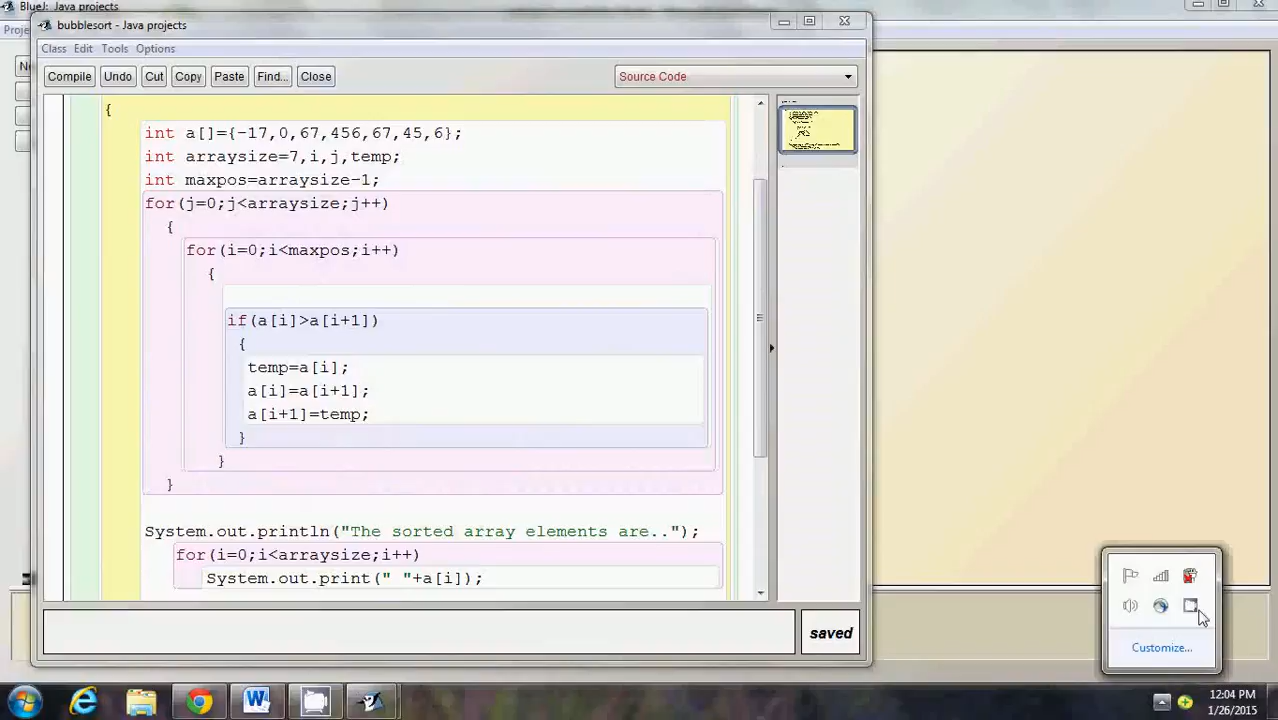 BlueJ: Java projects
bubblesort - Java projects
Class Edit Tools Options
Compile Undo Cut Copy Paste Find... Close Source Code
{
int a[]={-17,0,67,456,67,45,6};
int arraysize=7,i,j,temp;
int maxpos=arraysize-1;
for(j=0;j<arraysize;j++)
{
for(i=0;i<maxpos;i++)
{
if(a[i]>a[i+1])
{
temp=a[i];
a[i]=a[i+1];
a[i+1]=temp;
}
}
}
System.out.println("The sorted array elements are..");
for(i=0;i<arraysize;i++)
System.out.print(" "+a[i]);
saved
Customize...
12:04 PM
1/26/2015